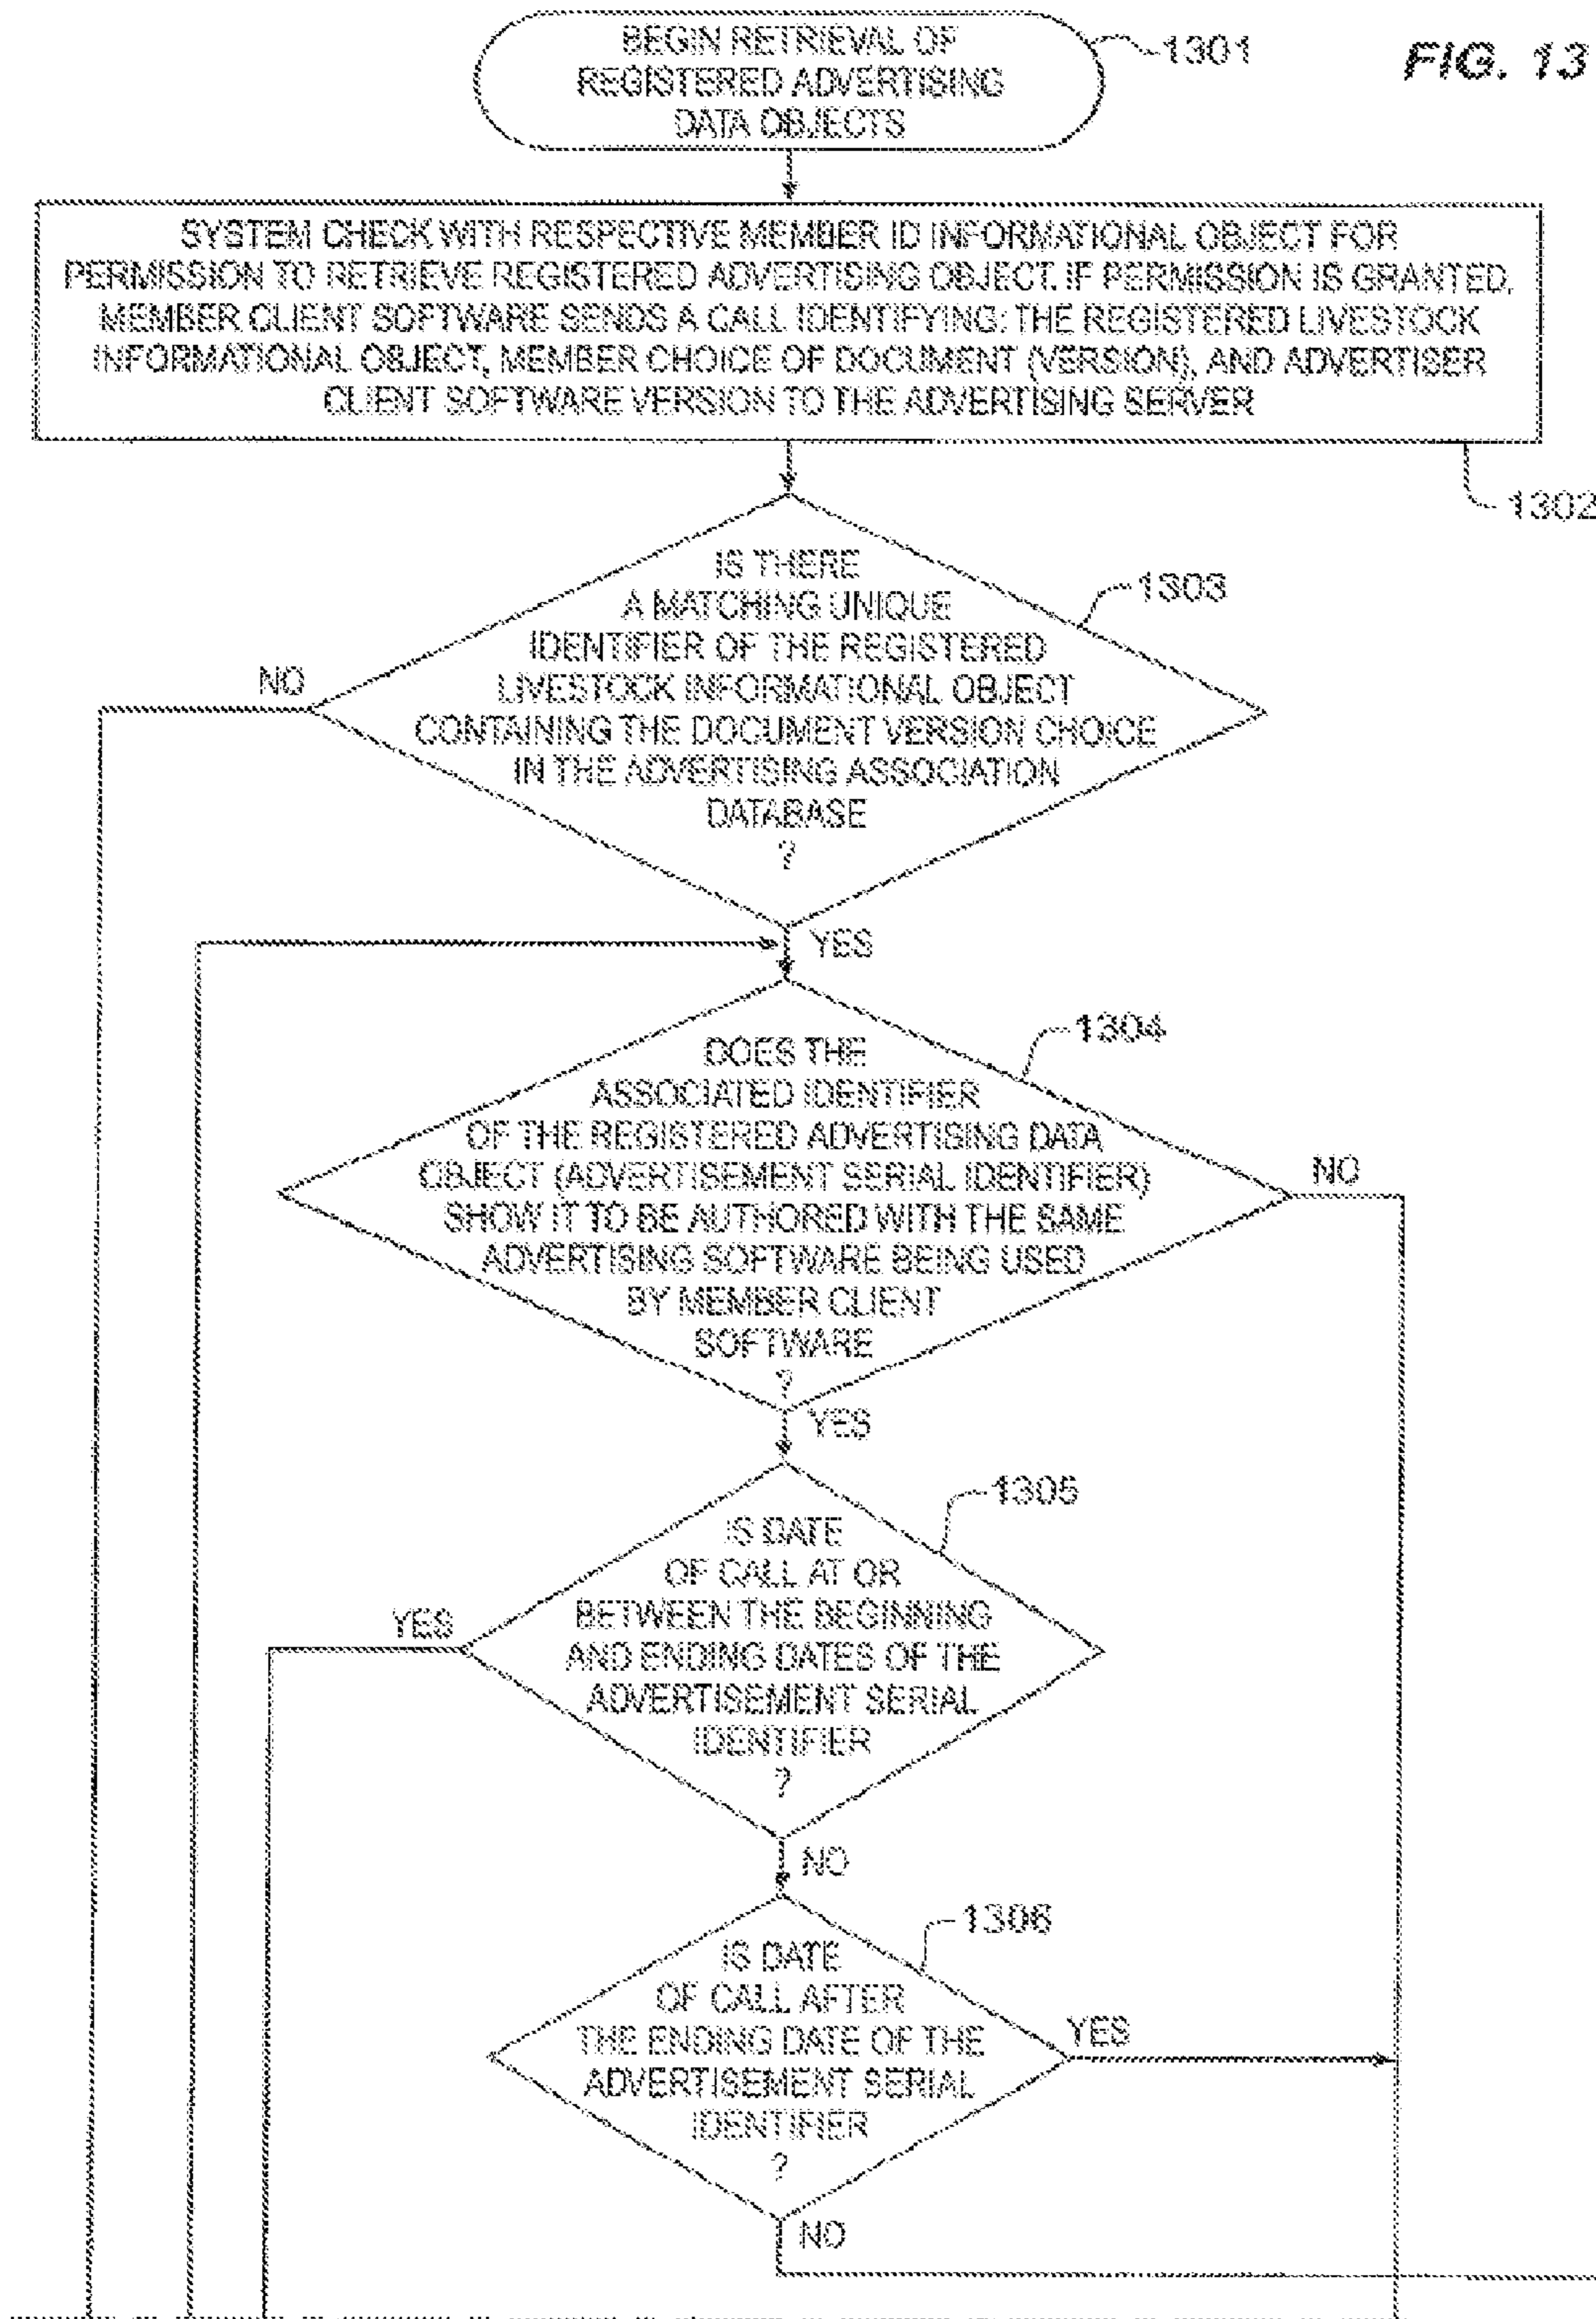 BEGIN RETRIEVAL OF
REGISTERED ADVERTISING
DATA OBJECTS
1301
FIG. 13
SYSTEM CHECK WITH RESPECTIVE MEMBER ID INFORMATIONAL OBJECT FOR
PERMISSION TO RETRIEVE REGISTERED ADVERTISING OBJECT. IF PERMISSION IS GRANTED,
MEMBER CLIENT SOFTWARE SENDS A CALL IDENTIFYING: THE REGISTERED LIVESTOCK
INFORMATIONAL OBJECT, MEMBER CHOICE OF DOCUMENT (VERSION), AND ADVERTISER
CLIENT SOFTWARE VERSION TO THE ADVERTISING SERVER
1302
IS THERE
A MATCHING UNIQUE
IDENTIFIER OF THE REGISTERED
LIVESTOCK INFORMATIONAL OBJECT
CONTAINING THE DOCUMENT VERSION CHOICE
IN THE ADVERTISING ASSOCIATION
DATABASE
?
1303
NO
YES
DOES THE
ASSOCIATED IDENTIFIER
OF THE REGISTERED ADVERTISING DATA
OBJECT (ADVERTISEMENT SERIAL IDENTIFIER)
SHOW IT TO BE AUTHORED WITH THE SAME
ADVERTISING SOFTWARE BEING USED
BY MEMBER CLIENT
SOFTWARE
?
1304
NO
YES
IS DATE
OF CALL AT OR
BETWEEN THE BEGINNING
AND ENDING DATES OF THE
ADVERTISEMENT SERIAL
IDENTIFIER
?
1305
YES
NO
IS DATE
OF CALL AFTER
THE ENDING DATE OF THE
ADVERTISEMENT SERIAL
IDENTIFIER
?
1306
YES
NO